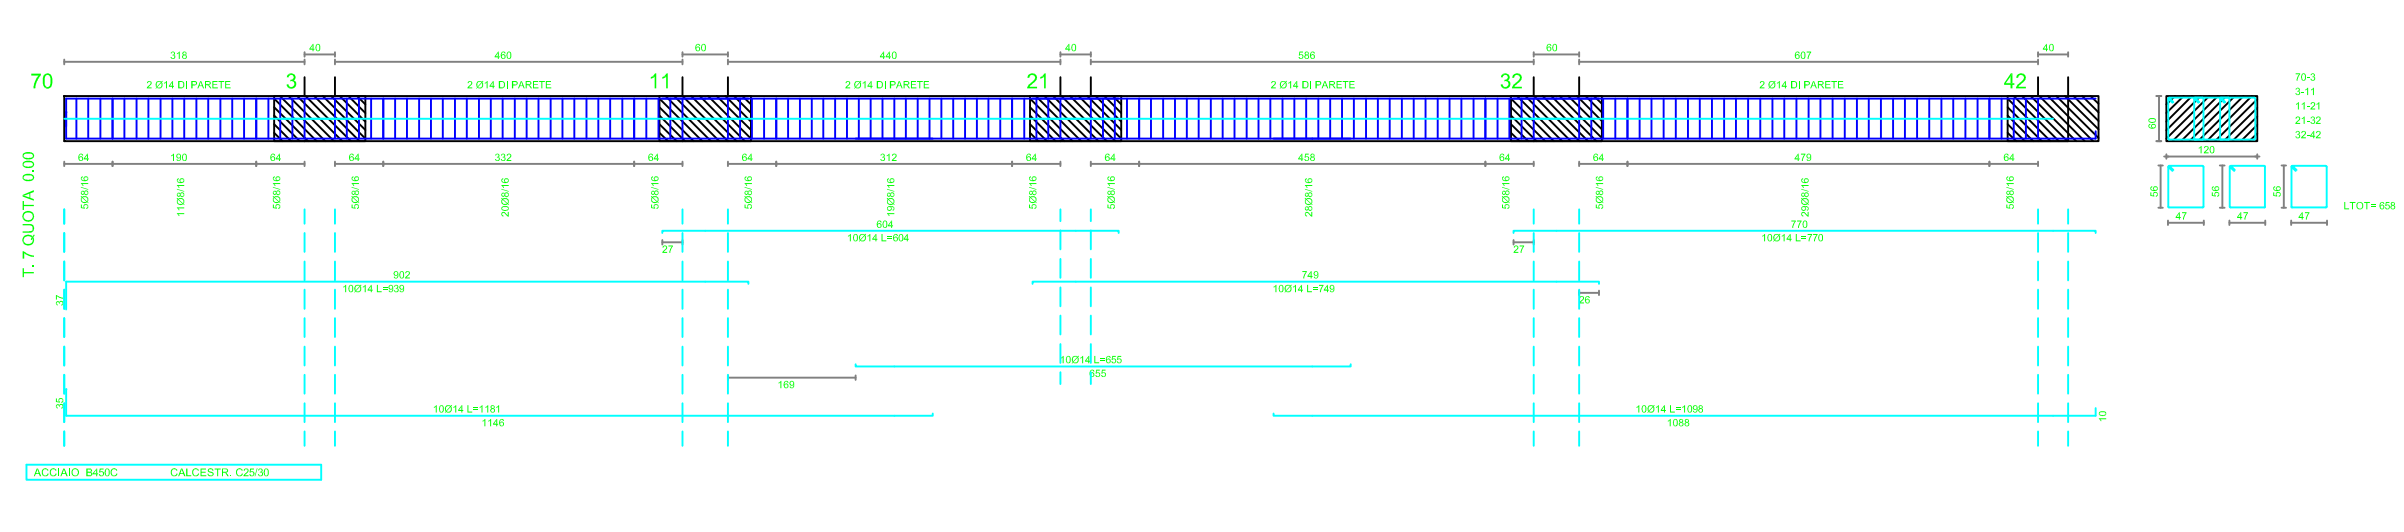 318 40 460 60 440 40 586 60 607 40
70 2 Ø14 DI PARETE 3 2 Ø14 DI PARETE 11 2 Ø14 DI PARETE 21 2 Ø14 DI PARETE 32 2 Ø14 DI PARETE 42
70-3
3-11
11-21
21-32
32-42
60
120
64 190 64 64 332 64 64 312 64 64 458 64 64 479 64
5Ø8/16 11Ø8/16 5Ø8/16 5Ø8/16 20Ø8/16 5Ø8/16 5Ø8/16 19Ø8/16 5Ø8/16 5Ø8/16 28Ø8/16 5Ø8/16 5Ø8/16 29Ø8/16 5Ø8/16
56 56 56
47 47 47
LTOT= 658
T. 7 QUOTA 0.00
604 770
10Ø14 L=604 10Ø14 L=770
27 27
902 749
10Ø14 L=939 10Ø14 L=749
37 26
10Ø14 L=655
655
169
35
10Ø14 L=1181 10Ø14 L=1098
1146 1088
10
ACCIAIO B450C CALCESTR. C25/30